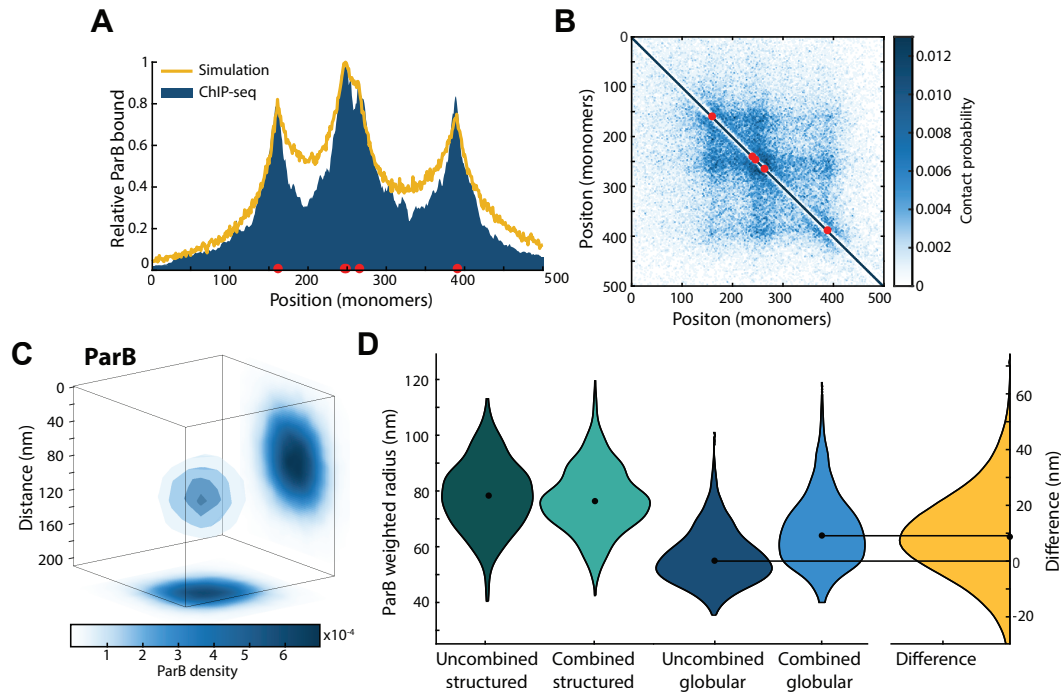 A
Relative ParB bound
1
0.8
0.6
0.4
0.2
0
Simulation
ChIP-seq
0
100
200
300
400
500
Position (monomers)
B
Positon (monomers)
0
100
200
300
400
500
0
100
200
300
400
500
Positon (monomers)
0.012
0.010
0.008
0.006
0.004
0.002
0
Contact probability
C
ParB
Distance (nm)
0
40
80
120
160
200
x10-4
1 2 3 4 5 6
ParB density
D
ParB weighted radius (nm)
120
100
80
60
40
60
40
20
0
-20
Difference (nm)
Uncombined
structured
Combined
structured
Uncombined
globular
Combined
globular
Difference